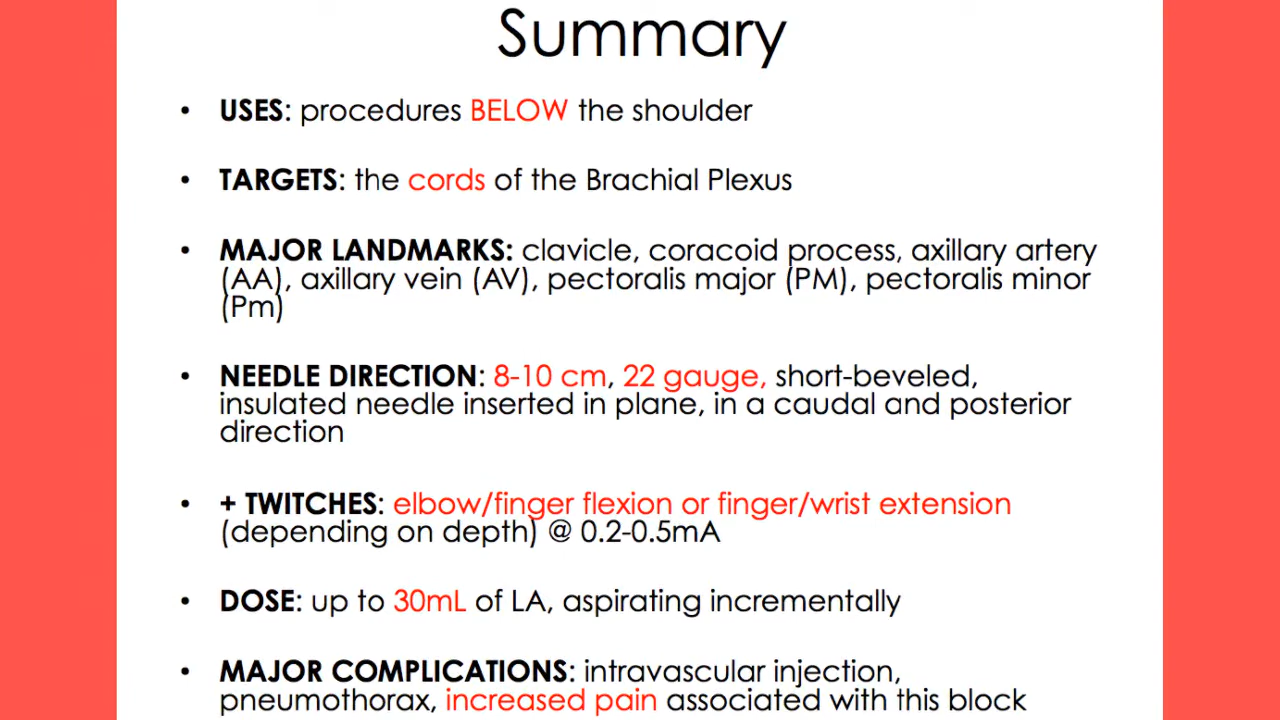 Summary
• USES: procedures BELOW the shoulder
• TARGETS: the cords of the Brachial Plexus
• MAJOR LANDMARKS: clavicle, coracoid process, axillary artery
(AA), axillary vein (AV), pectoralis major (PM), pectoralis minor
(Pm)
• NEEDLE DIRECTION: 8-10 cm, 22 gauge, short-beveled,
insulated needle inserted in plane, in a caudal and posterior
direction
• + TWITCHES: elbow/finger flexion or finger/wrist extension
(depending on depth) @ 0.2-0.5mA
• DOSE: up to 30mL of LA, aspirating incrementally
• MAJOR COMPLICATIONS: intravascular injection,
pneumothorax, increased pain associated with this block